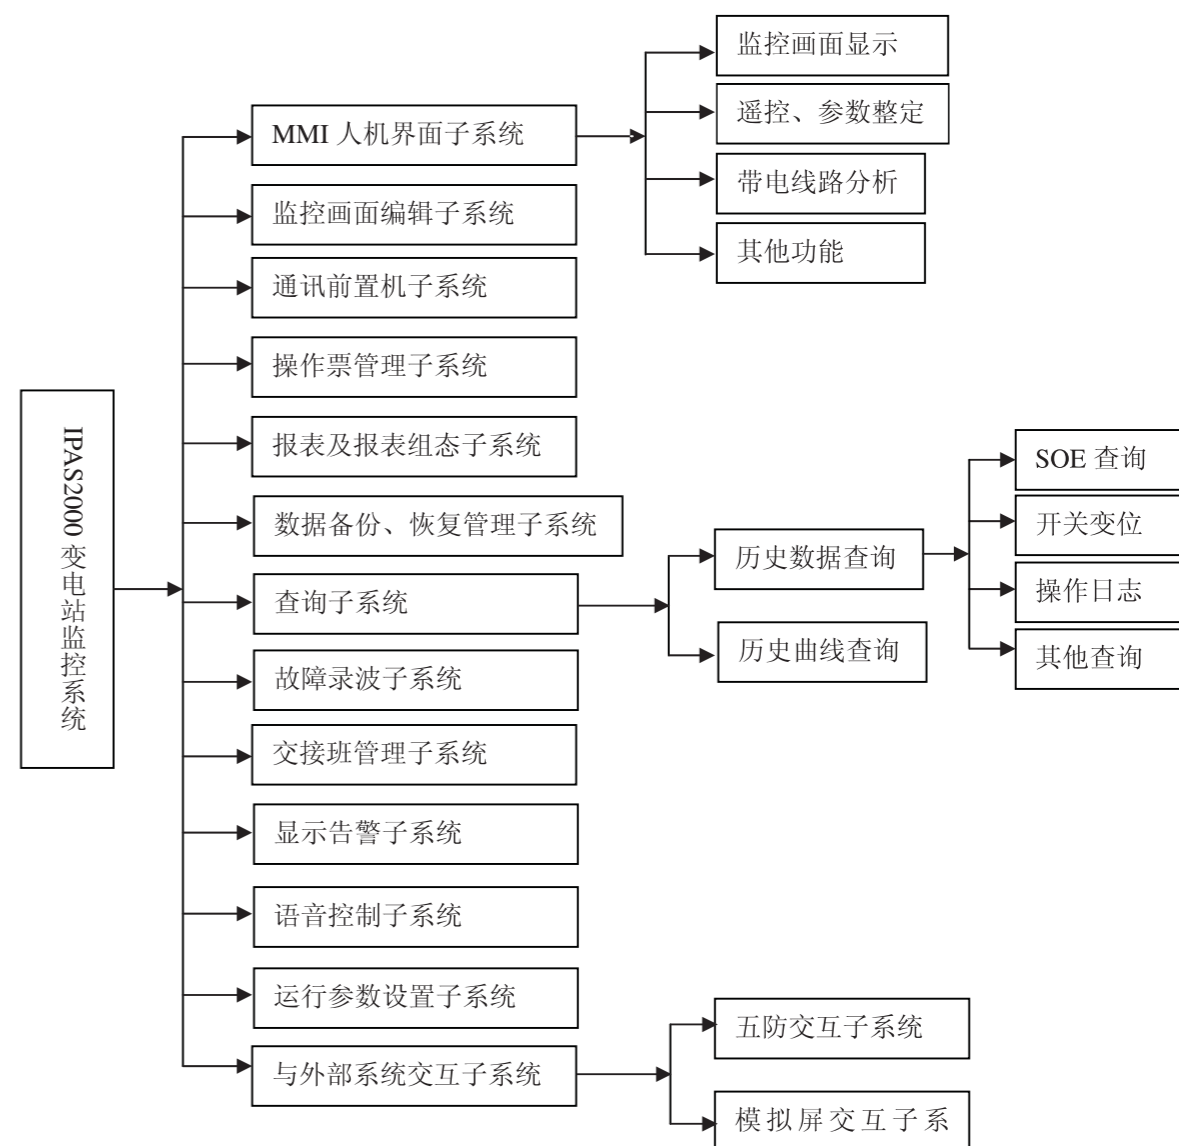 IPAS2000 变电站监控系统
MMI 人机界面子系统
监控画面编辑子系统
通讯前置机子系统
操作票管理子系统
报表及报表组态子系统
数据备份、恢复管理子系统
查询子系统
故障录波子系统
交接班管理子系统
显示告警子系统
语音控制子系统
运行参数设置子系统
与外部系统交互子系统
监控画面显示
遥控、参数整定
带电线路分析
其他功能
历史数据查询
历史曲线查询
SOE 查询
开关变位
操作日志
其他查询
五防交互子系统
模拟屏交互子系